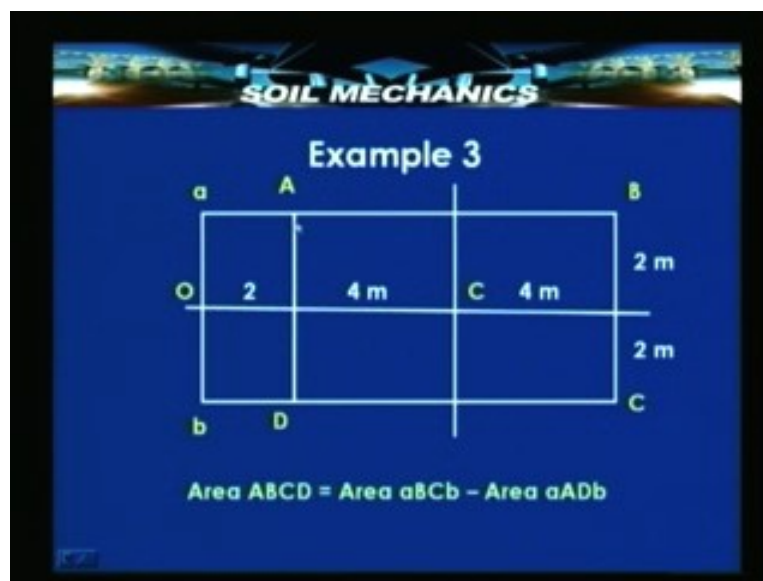 SOIL MECHANICS
Example 3
a A B
2 m
O 2 4 m C 4 m
2 m
b D C
Area ABCD = Area aBCb – Area aADb